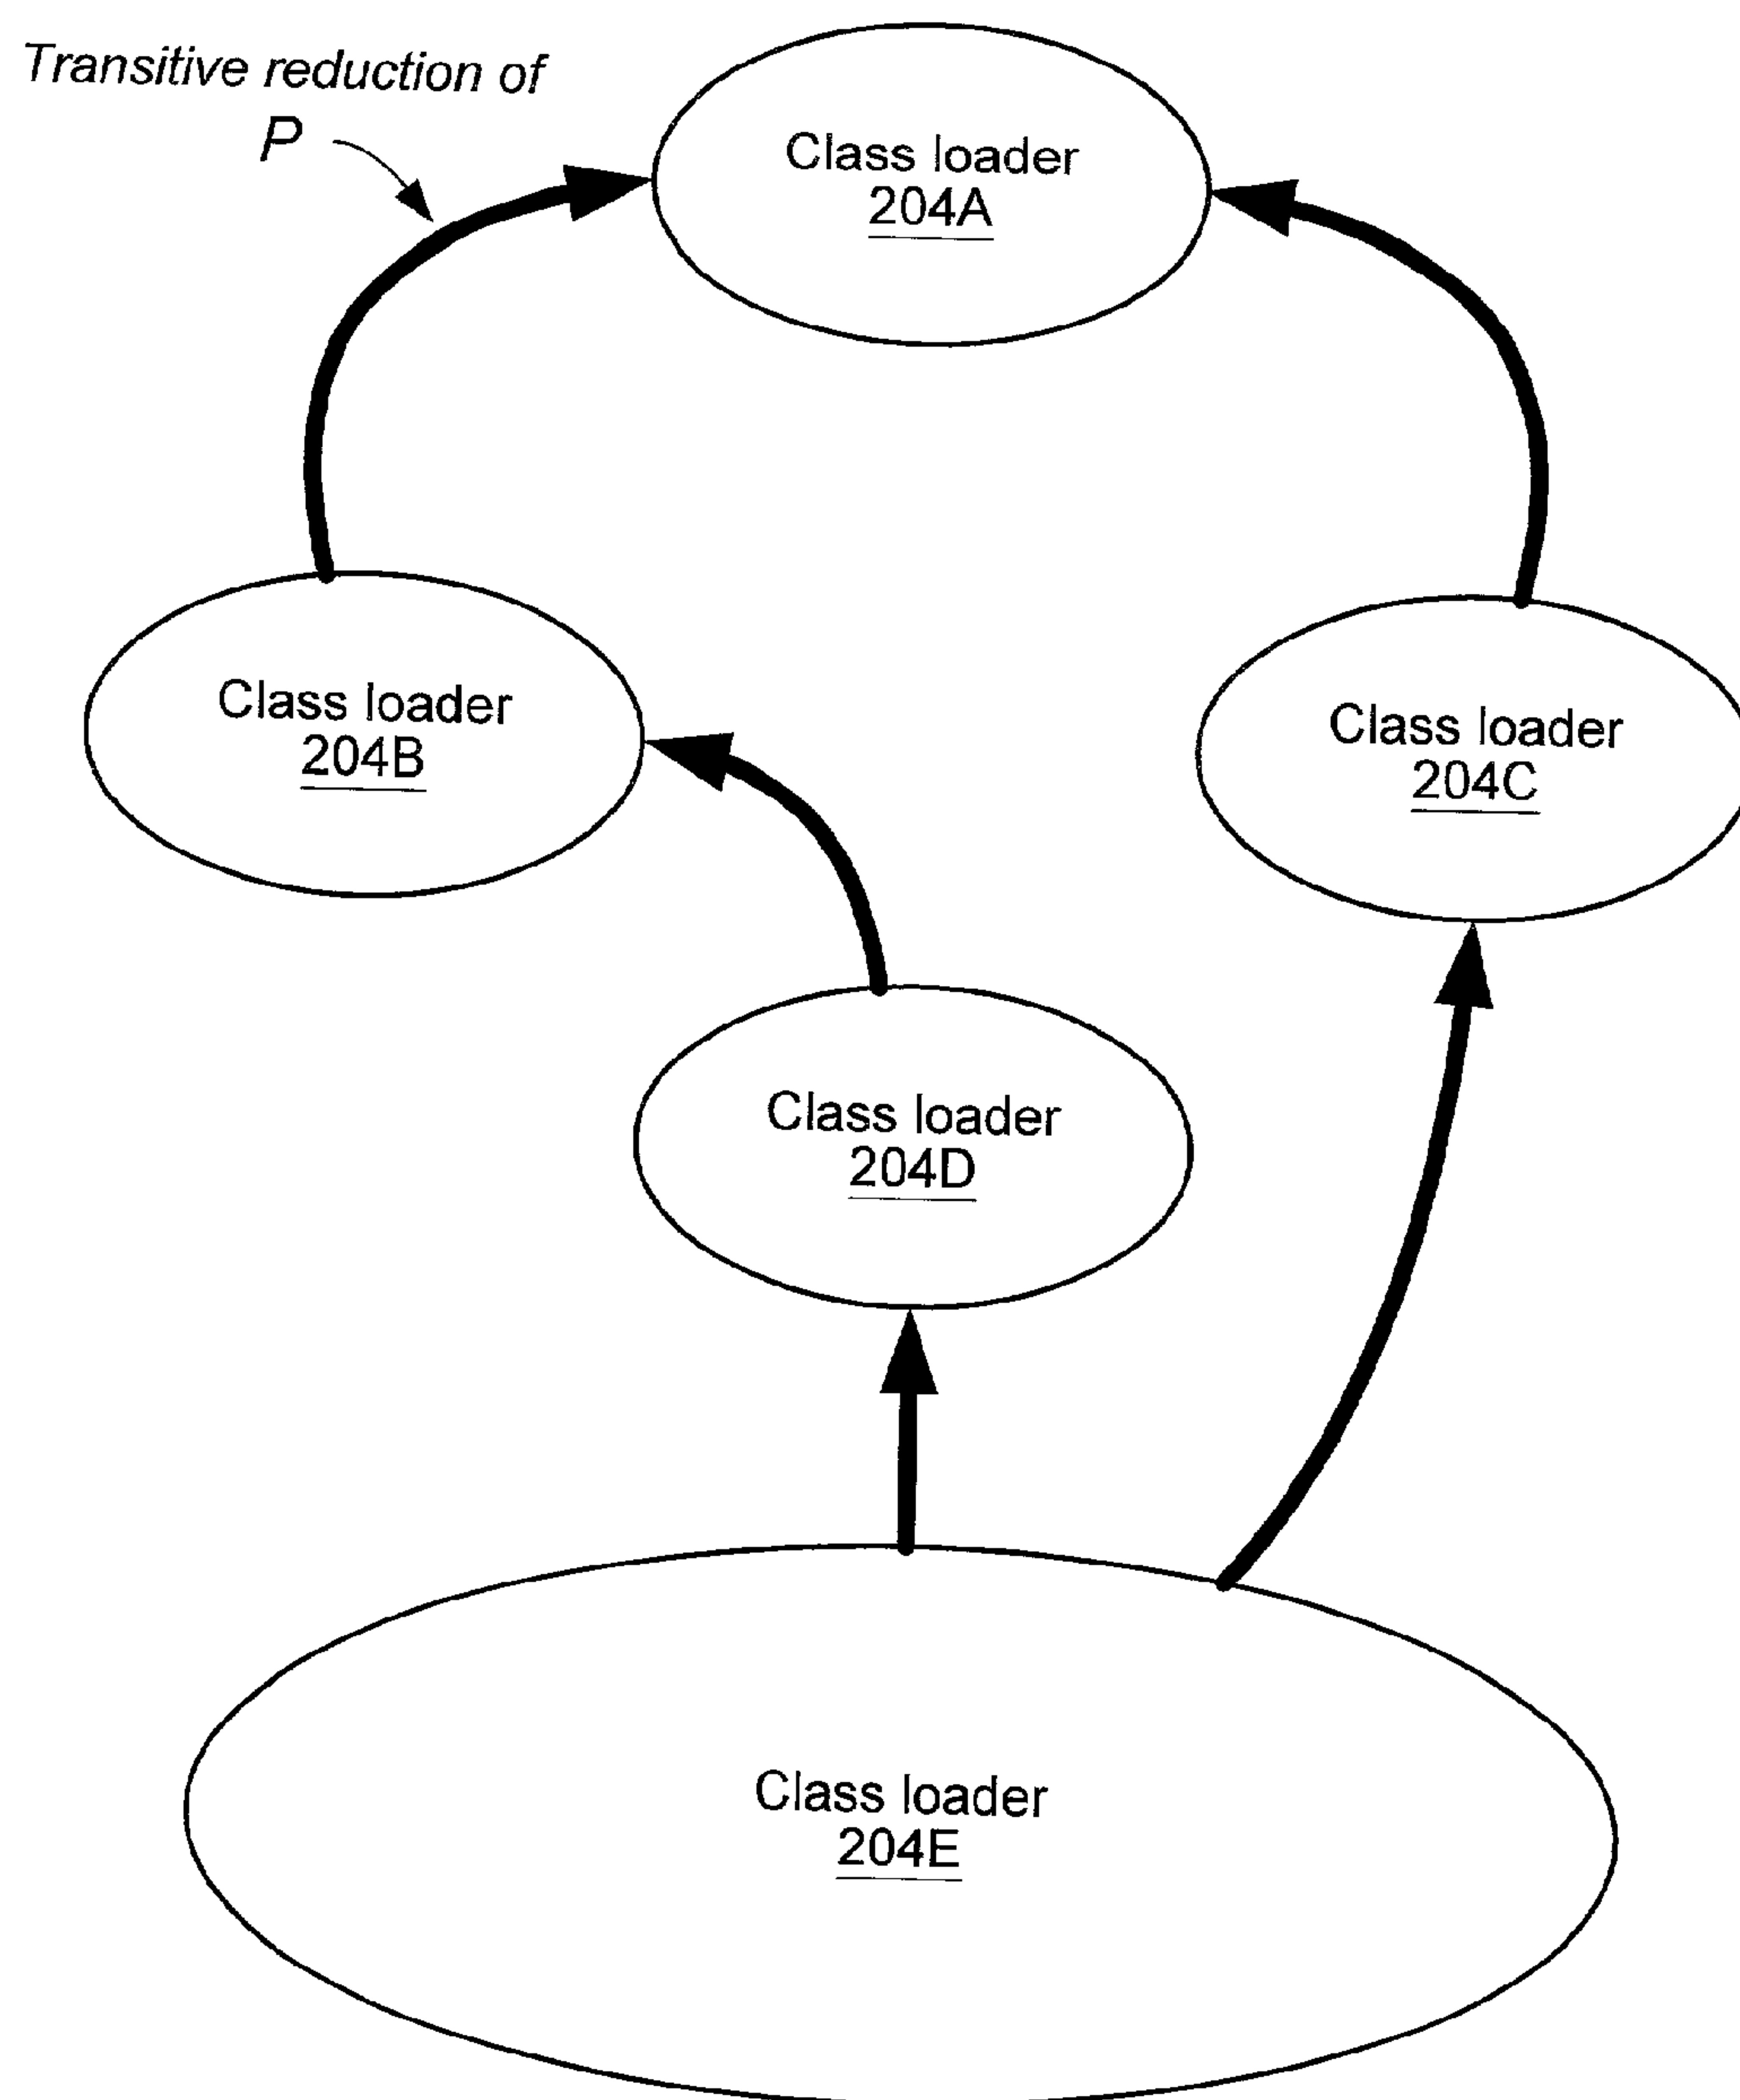 Transitive reduction of
P
Class loader
204A
Class loader
204B
Class loader
204C
Class loader
204D
Class loader
204E